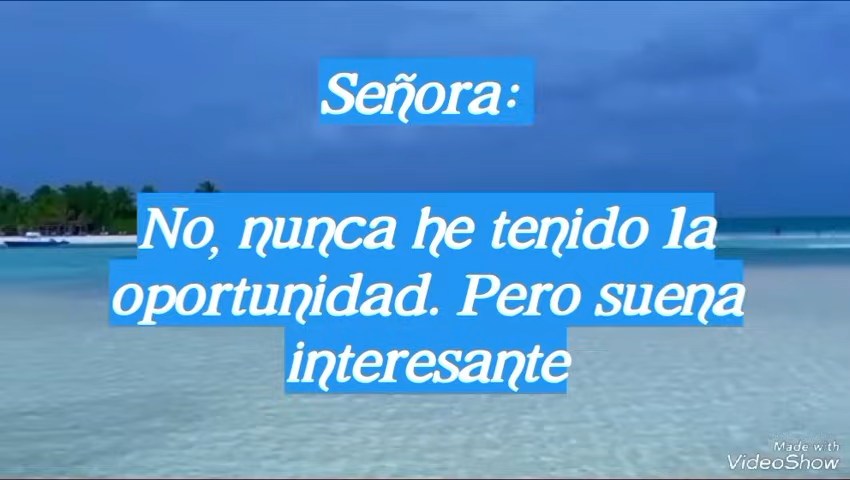 Señora:
No, nunca he tenido la
oportunidad. Pero suena
interesante
Made with
VideoShow